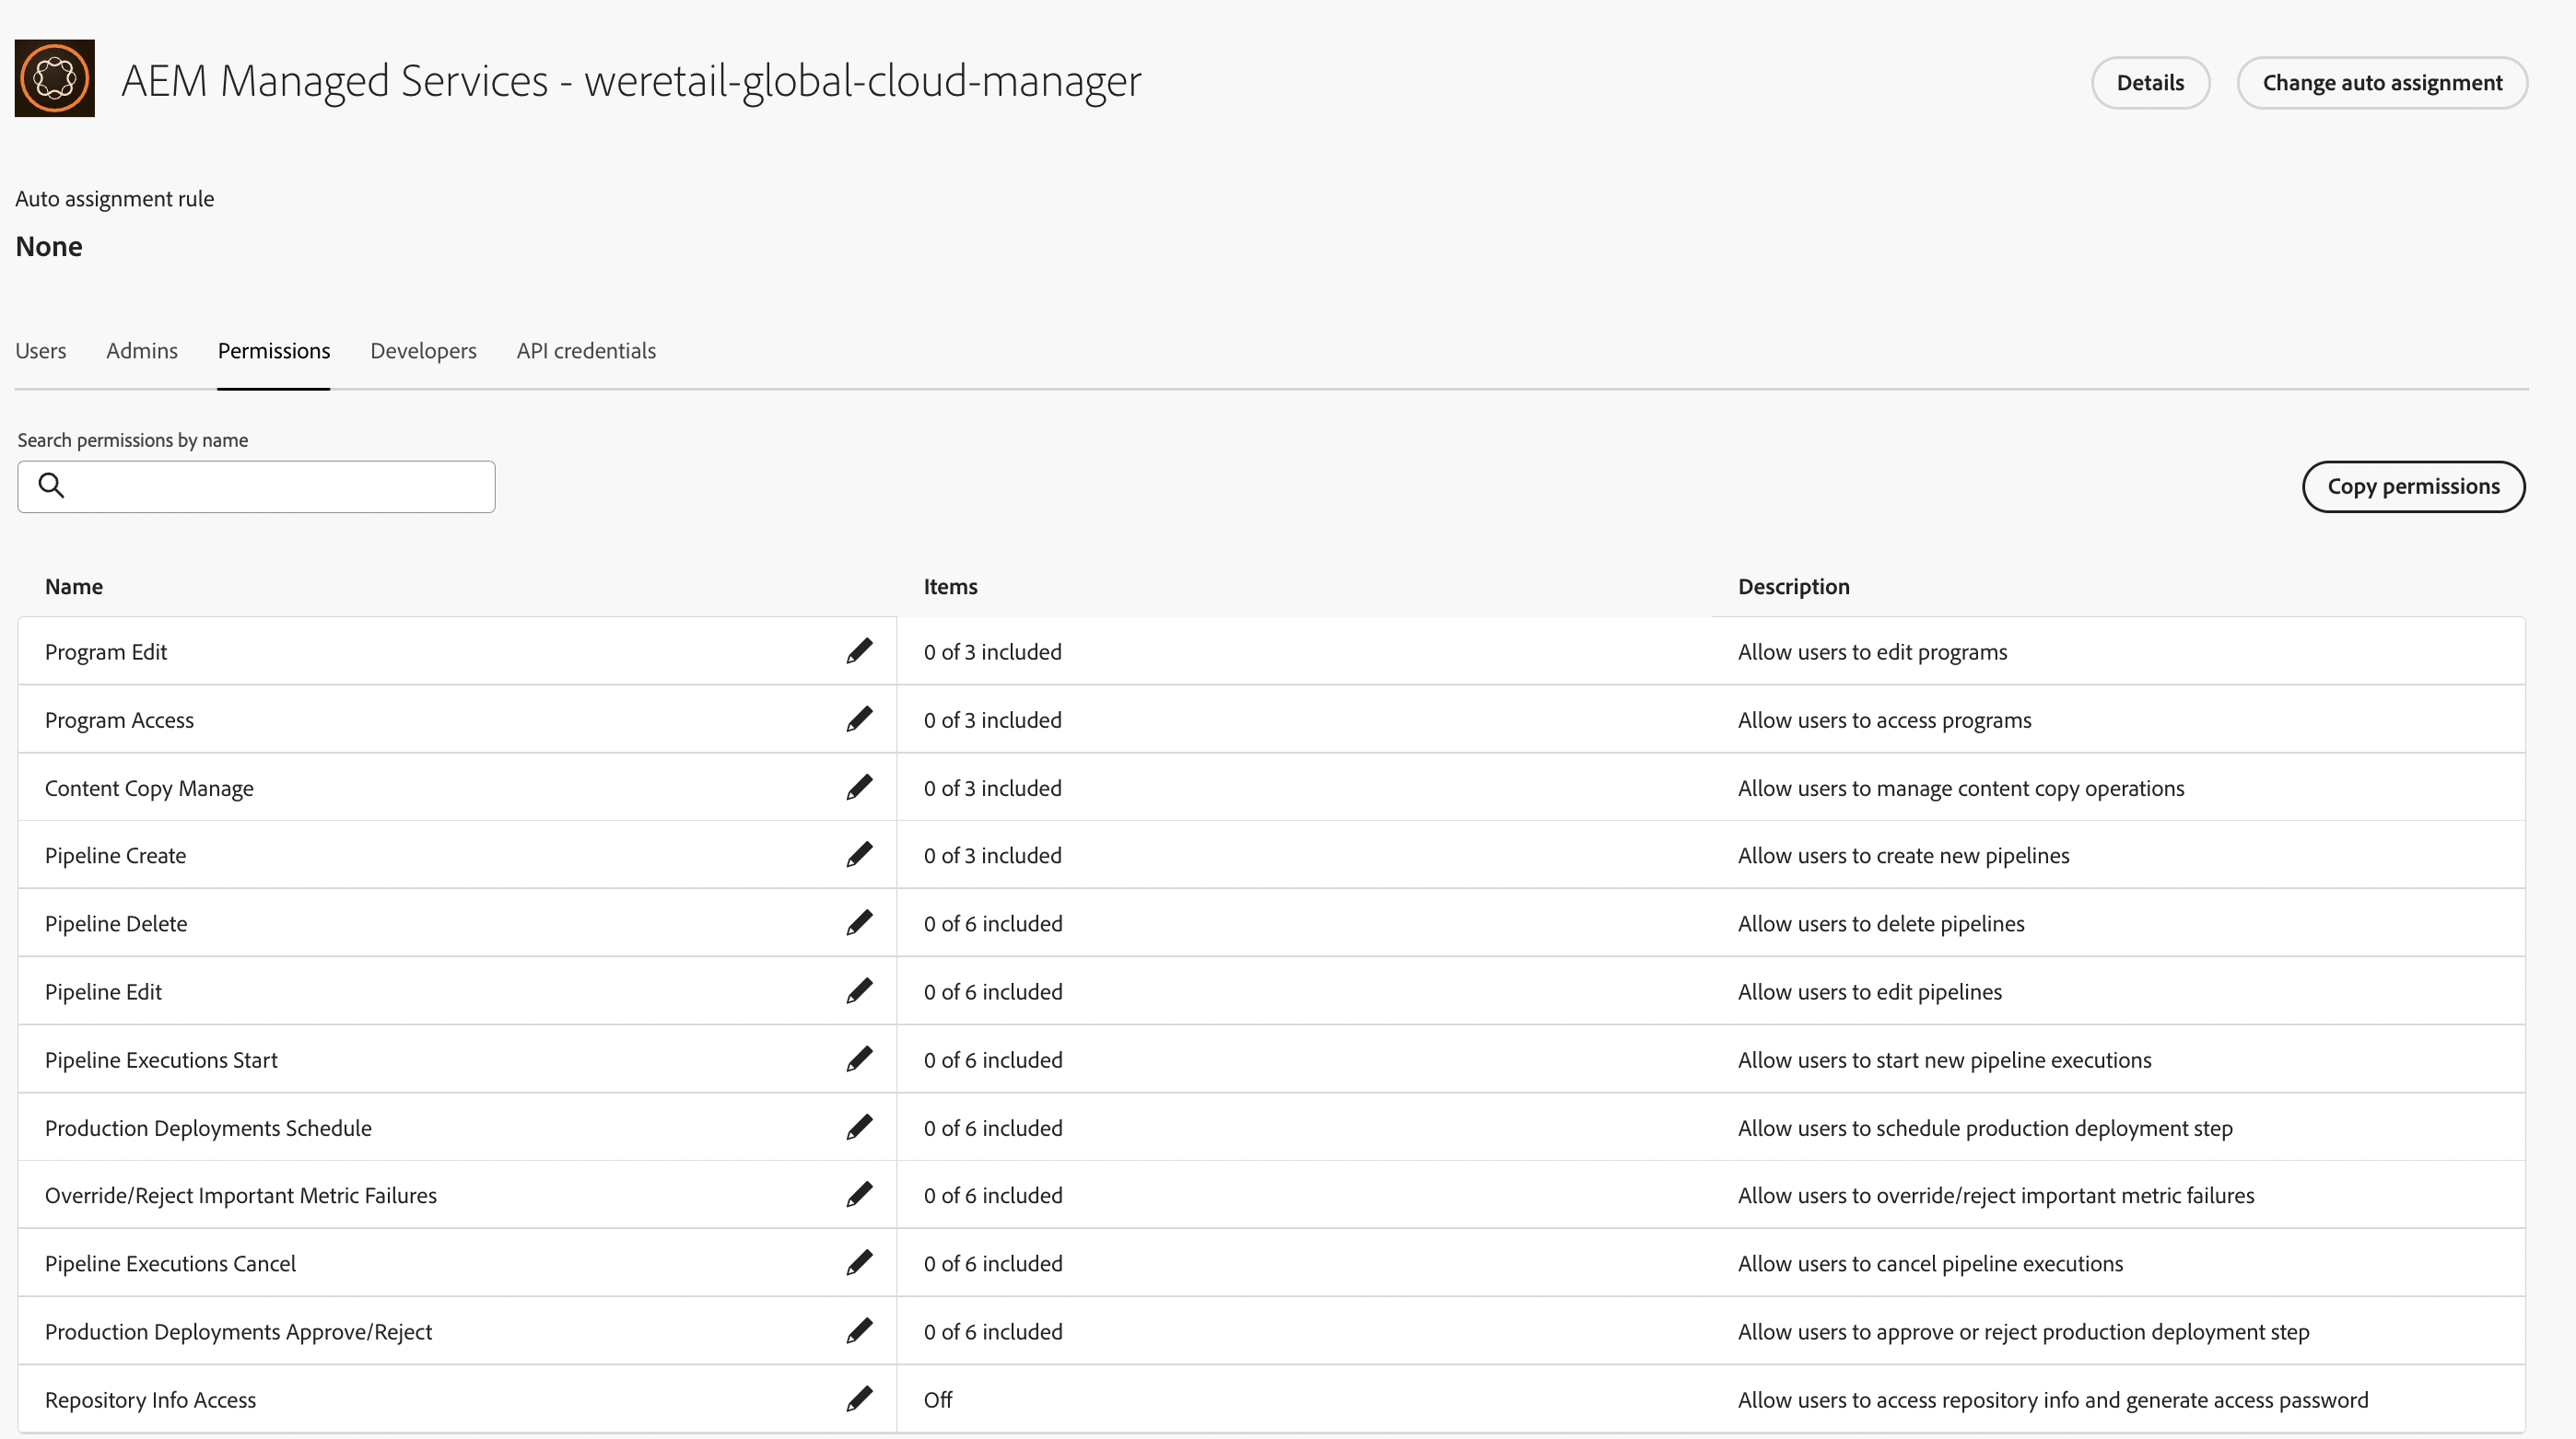 AEM Managed Services - weretail-global-cloud-manager
Details
Change auto assignment
Auto assignment rule
None
Users Admins Permissions Developers API credentials
Search permissions by name
Copy permissions
Name Items Description
Program Edit 0 of 3 included Allow users to edit programs
Program Access 0 of 3 included Allow users to access programs
Content Copy Manage 0 of 3 included Allow users to manage content copy operations
Pipeline Create 0 of 3 included Allow users to create new pipelines
Pipeline Delete 0 of 6 included Allow users to delete pipelines
Pipeline Edit 0 of 6 included Allow users to edit pipelines
Pipeline Executions Start 0 of 6 included Allow users to start new pipeline executions
Production Deployments Schedule 0 of 6 included Allow users to schedule production deployment step
Override/Reject Important Metric Failures 0 of 6 included Allow users to override/reject important metric failures
Pipeline Executions Cancel 0 of 6 included Allow users to cancel pipeline executions
Production Deployments Approve/Reject 0 of 6 included Allow users to approve or reject production deployment step
Repository Info Access Off Allow users to access repository info and generate access password